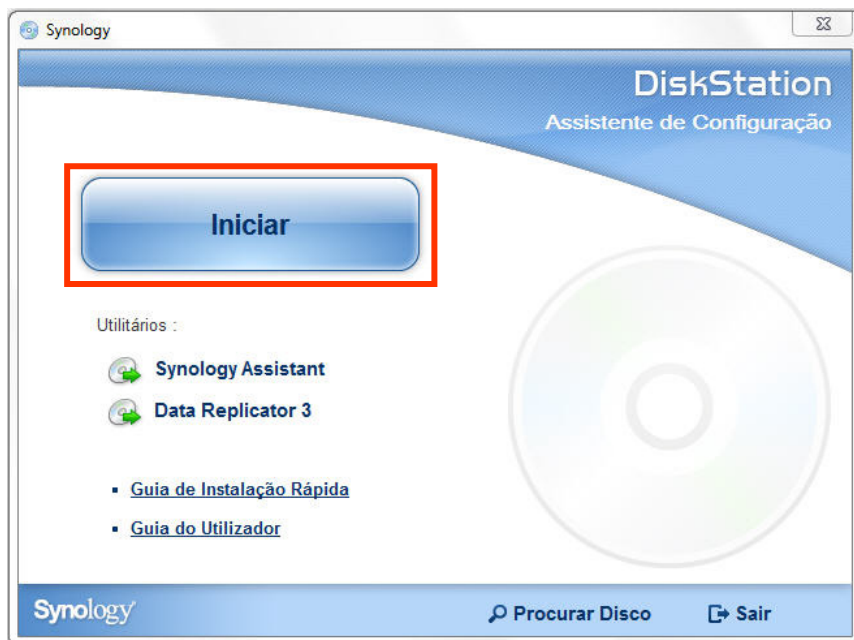 Synology
DiskStation
Assistente de Configuração
Iniciar
Utilitários :
Synology Assistant
Data Replicator 3
Guia de Instalação Rápida
Guia do Utilizador
Synology
Procurar Disco
Sair